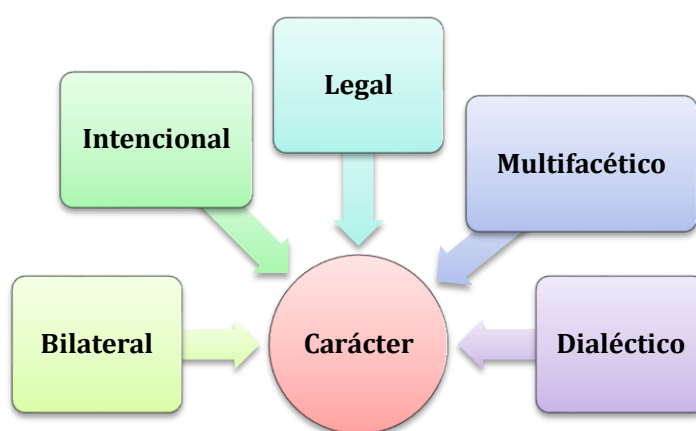 Legal
Intencional
Multifacético
Bilateral
Carácter
Dialéctico